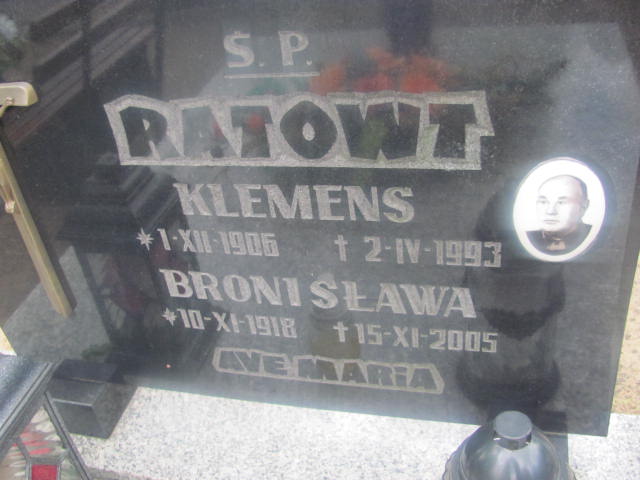 Ś. P.
RATOWT
KLEMENS
* 1-XII-1906 † 2-IV-1993
BRONISŁAWA
* 10-XI-1918 † 15-XI-2005
AVE MARiA